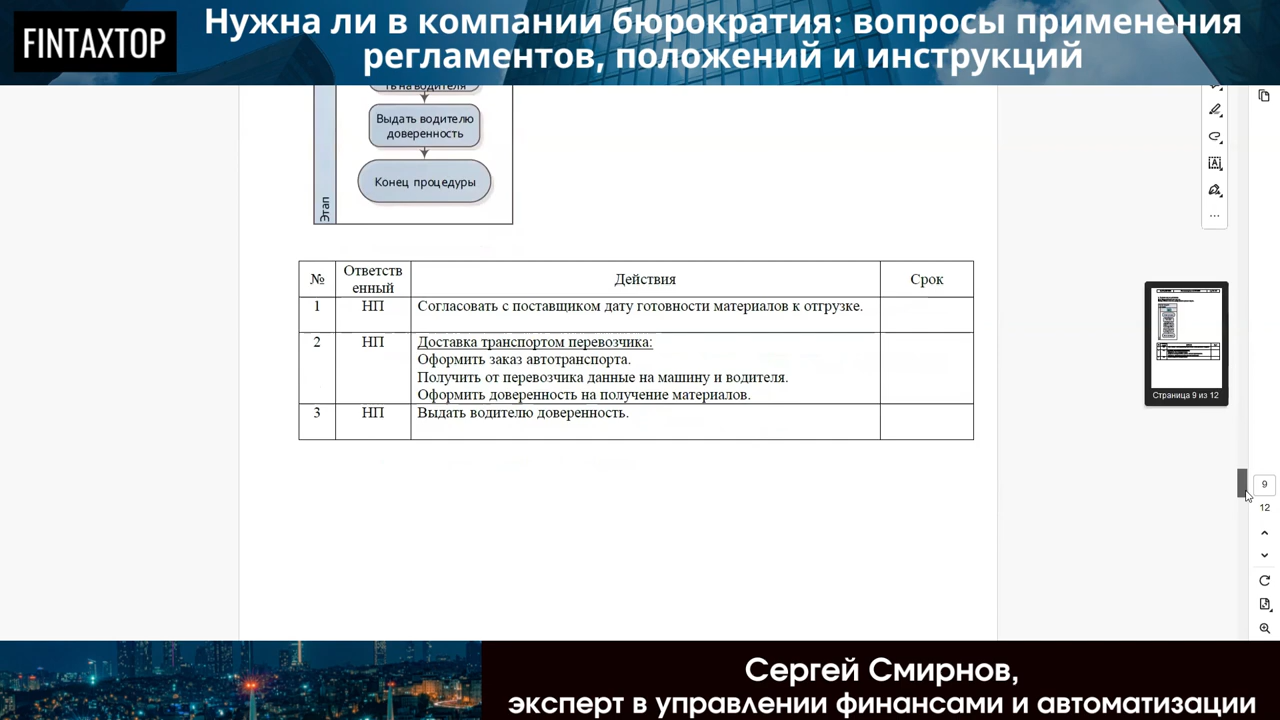 FINTAXTOP
Нужна ли в компании бюрократия: вопросы применения
регламентов, положений и инструкций
ть на водителя
Выдать водителю
доверенность
Конец процедуры
Этап
№
Ответств
енный
Действия
Срок
1
НП
Согласовать с поставщиком дату готовности материалов к отгрузке.
2
НП
Доставка транспортом перевозчика:
Оформить заказ автотранспорта.
Получить от перевозчика данные на машину и водителя.
Оформить доверенность на получение материалов.
3
НП
Выдать водителю доверенность.
Страница 9 из 12
9
12
Сергей Смирнов,
эксперт в управлении финансами и автоматизации